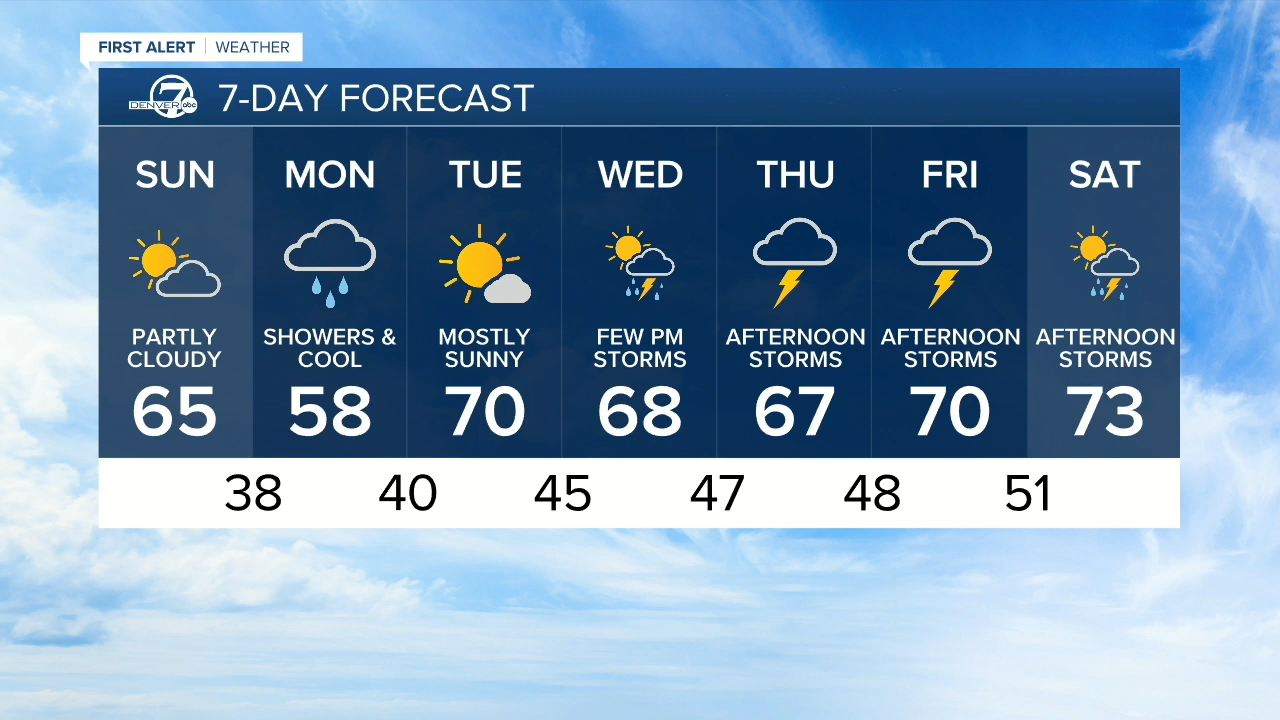 FIRST ALERT | WEATHER
DENVER 7 abc
7-DAY FORECAST
SUN
MON
TUE
WED
THU
FRI
SAT
PARTLY
CLOUDY
SHOWERS &
COOL
MOSTLY
SUNNY
FEW PM
STORMS
AFTERNOON
STORMS
AFTERNOON
STORMS
AFTERNOON
STORMS
65
58
70
68
67
70
73
38
40
45
47
48
51